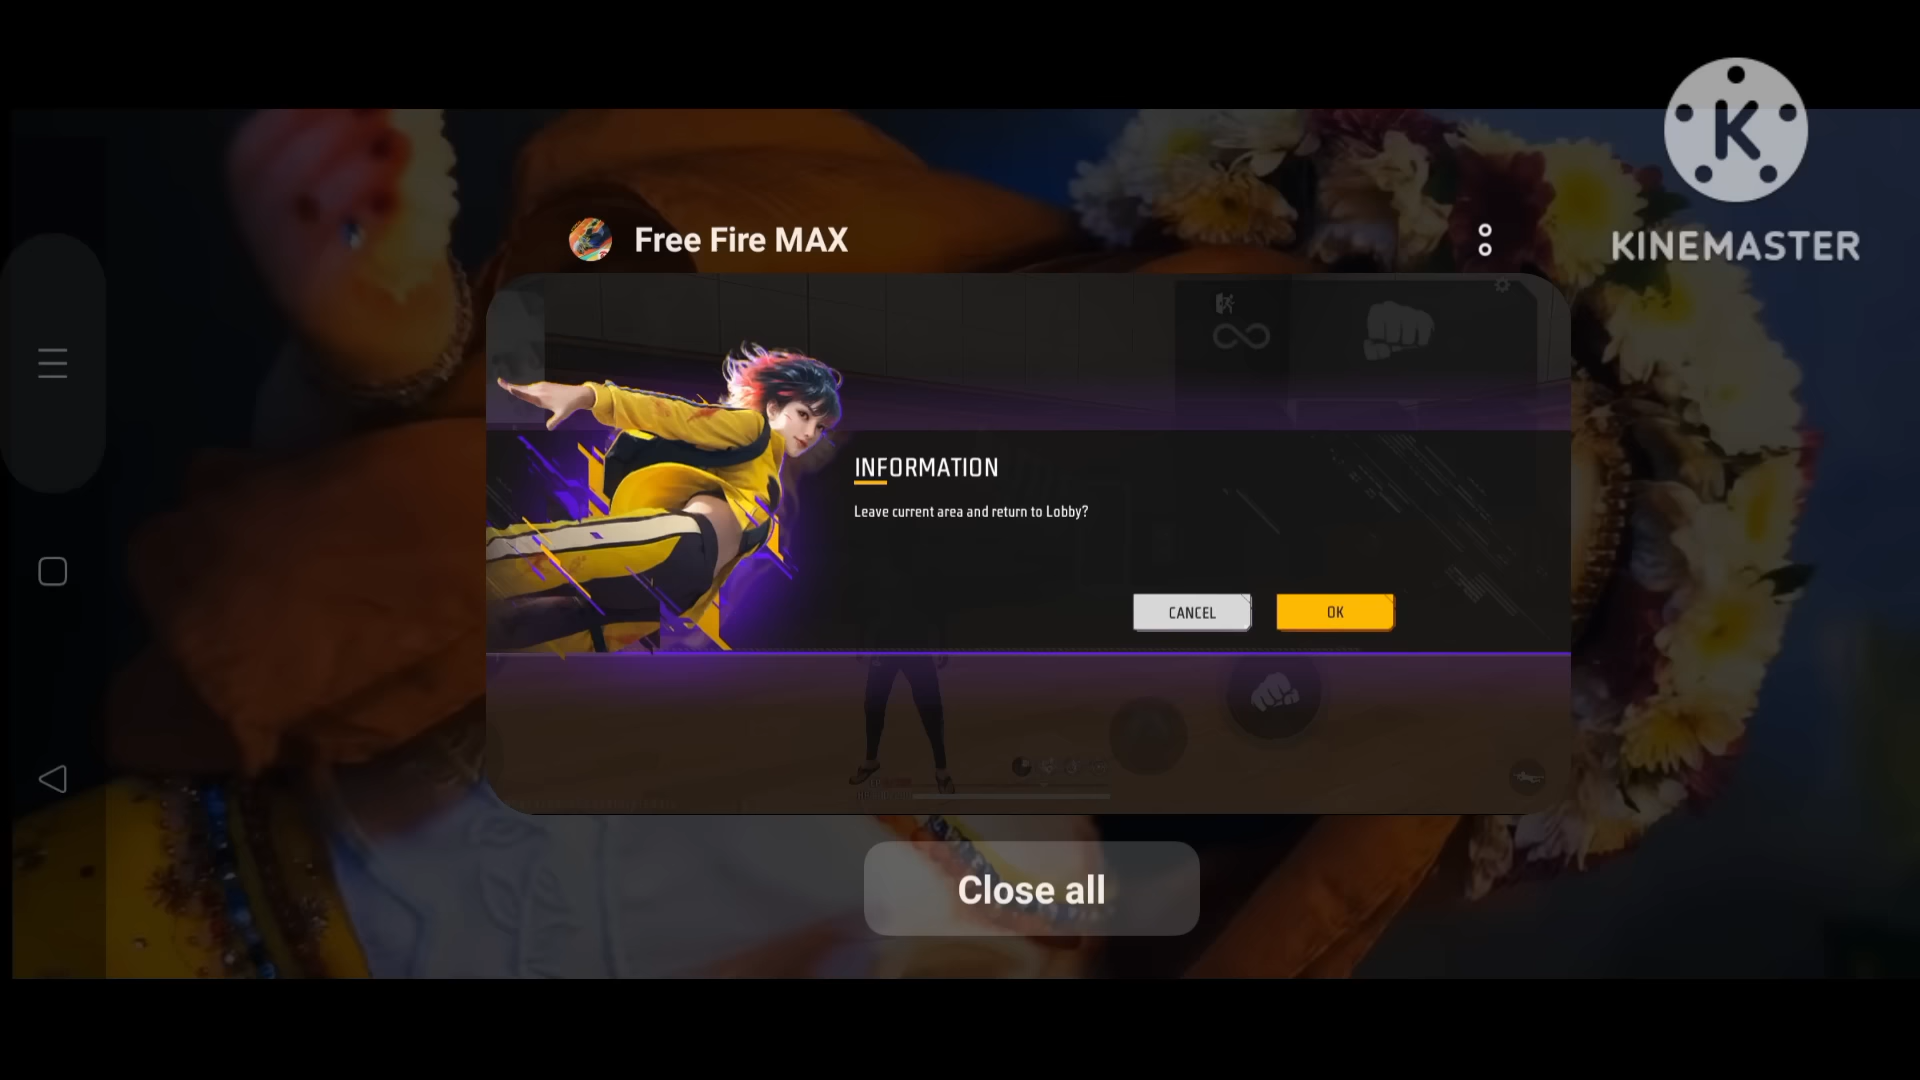 Free Fire MAX
K
KINEMASTER
INFORMATION
Leave current area and return to Lobby?
CANCEL
OK
Close all